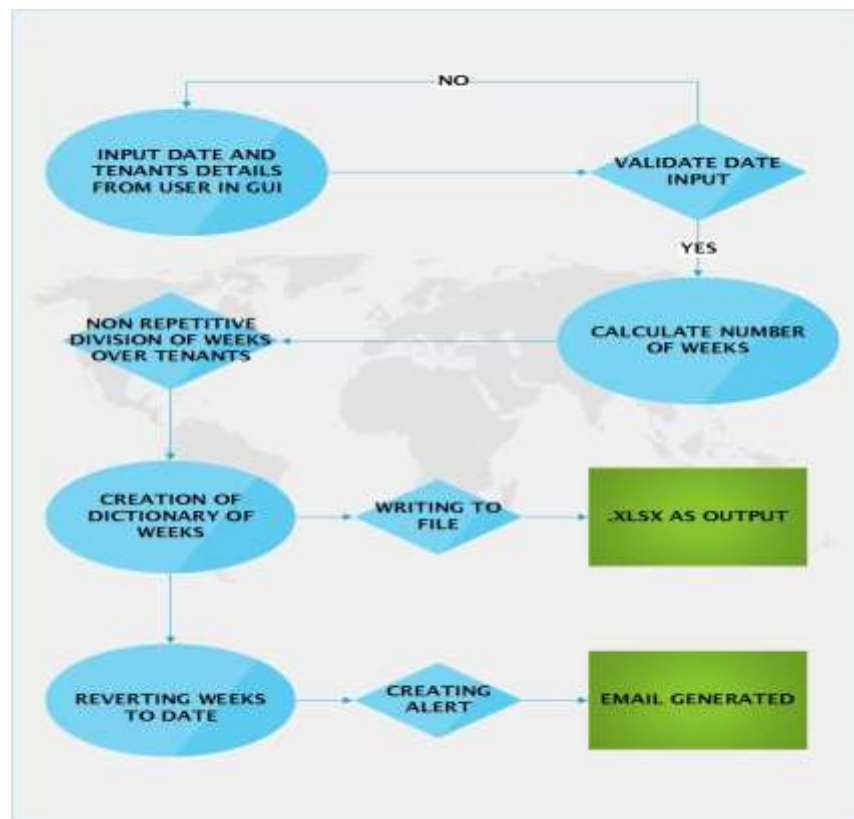 NO
INPUT DATE AND
TENANTS DETAILS
FROM USER IN GUI
VALIDATE DATE
INPUT
YES
NON REPETITIVE
DIVISION OF WEEKS
OVER TENANTS
CALCULATE NUMBER
OF WEEKS
CREATION OF
DICTIONARY OF
WEEKS
WRITING TO
FILE
.XLSX AS OUTPUT
REVERTING WEEKS
TO DATE
CREATING
ALERT
EMAIL GENERATED